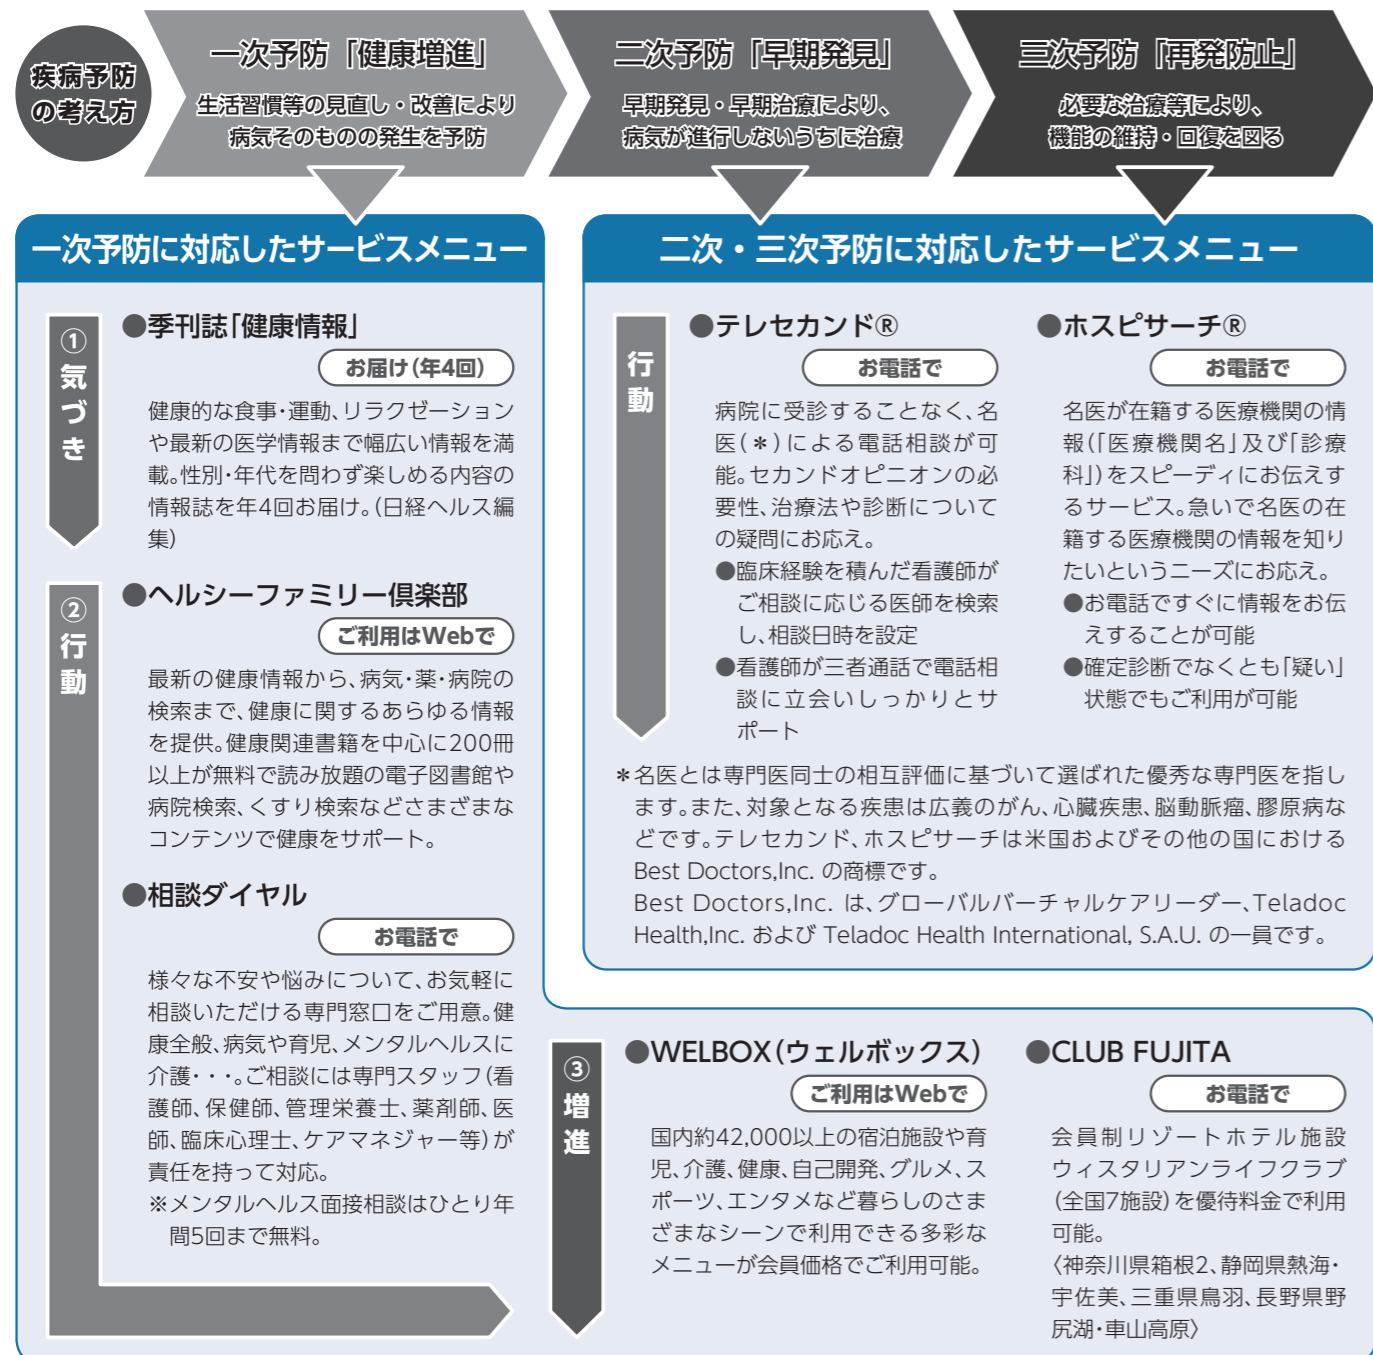 疾病予防
の考え方
一次予防「健康増進」
生活習慣等の見直し・改善により
病気そのものの発生を予防
二次予防「早期発見」
早期発見・早期治療により、
病気が進行しないうちに治療
三次予防「再発防止」
必要な治療等により、
機能の維持・回復を図る
一次予防に対応したサービスメニュー
①気づき
●季刊誌「健康情報」
お届け(年4回)
健康的な食事・運動、リラクゼーション
や最新の医学情報まで幅広い情報を満
載。性別・年代を問わず楽しめる内容の
情報誌を年4回お届け。(日経ヘルス編
集)
②行動
●ヘルシーファミリー倶楽部
ご利用はWebで
最新の健康情報から、病気・薬・病院の
検索まで、健康に関するあらゆる情報
を提供。健康関連書籍を中心に200冊
以上が無料で読み放題の電子図書館や
病院検索、くすり検索などさまざまな
コンテンツで健康をサポート。
●相談ダイヤル
お電話で
様々な不安や悩みについて、お気軽に
相談いただける専門窓口をご用意。健
康全般、病気や育児、メンタルヘルスに
介護・・・。ご相談には専門スタッフ(看
護師、保健師、管理栄養士、薬剤師、医
師、臨床心理士、ケアマネジャー等)が
責任を持って対応。
※メンタルヘルス面接相談はひとり年
間5回まで無料。
二次・三次予防に対応したサービスメニュー
行動
●テレセカンド®
お電話で
病院に受診することなく、名
医(＊)による電話相談が可
能。セカンドオピニオンの必
要性、治療法や診断について
の疑問にお応え。
●臨床経験を積んだ看護師が
ご相談に応じる医師を検索
し、相談日時を設定
●看護師が三者通話で電話相
談に立会いしっかりとサ
ポート
●ホスピサーチ®
お電話で
名医が在籍する医療機関の情
報(「医療機関名」及び「診療
科」)をスピーディにお伝えす
るサービス。急いで名医の在
籍する医療機関の情報を知り
たいというニーズにお応え。
●お電話ですぐに情報をお伝
えすることが可能
●確定診断でなくとも「疑い」
状態でもご利用が可能
＊名医とは専門医同士の相互評価に基づいて選ばれた優秀な専門医を指し
ます。また、対象となる疾患は広義のがん、心臓疾患、脳動脈瘤、膠原病な
どです。テレセカンド、ホスピサーチは米国およびその他の国における
Best Doctors,Inc. の商標です。
Best Doctors,Inc. は、グローバルバーチャルケアリーダー、Teladoc
Health,Inc. および Teladoc Health International, S.A.U. の一員です。
③増進
●WELBOX(ウェルボックス)
ご利用はWebで
国内約42,000以上の宿泊施設や育
児、介護、健康、自己開発、グルメ、ス
ポーツ、エンタメなど暮らしのさま
ざまなシーンで利用できる多彩な
メニューが会員価格でご利用可能。
●CLUB FUJITA
お電話で
会員制リゾートホテル施設
ウィスタリアンライフクラブ
(全国7施設)を優待料金で利用
可能。
〈神奈川県箱根2、静岡県熱海・
宇佐美、三重県鳥羽、長野県野
尻湖・車山高原〉